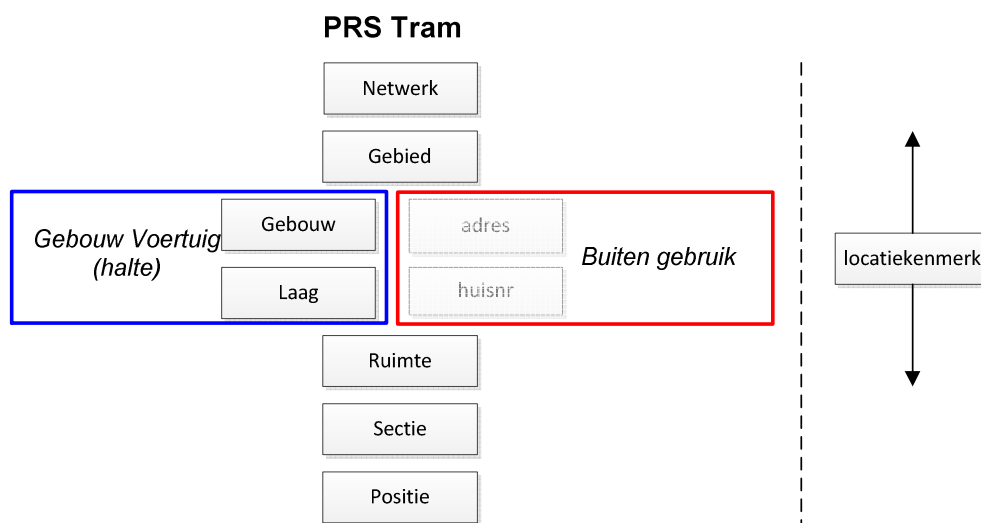 PRS Tram
Netwerk
Gebied
Gebouw Voertuig
(halte)
Gebouw
Laag
adres
huisnr
Buiten gebruik
locatiekenmerk
Ruimte
Sectie
Positie